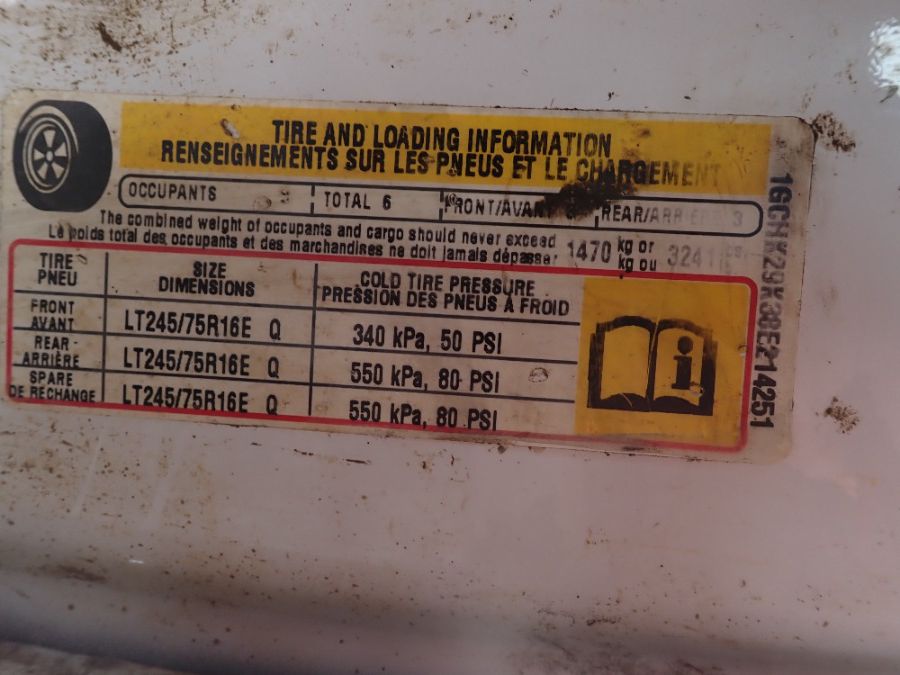 TIRE AND LOADING INFORMATION
RENSEIGNEMENTS SUR LES PNEUS ET LE CHARGEMENT
OCCUPANTS TOTAL 6 FRONT/AVANT REAR/ARRIERE 3
The combined weight of occupants and cargo should never exceed 1470 kg or 3241
Le poids total des occupants et des marchandises ne doit jamais dépasser kg ou
TIRE SIZE COLD TIRE PRESSURE
PNEU DIMENSIONS PRESSION DES PNEUS À FROID
FRONT
AVANT LT245/75R16E Q 340 kPa, 50 PSI
REAR-
ARRIÈRE LT245/75R16E Q 550 kPa, 80 PSI
SPARE
DE RECHANGE LT245/75R16E Q 550 kPa, 80 PSI